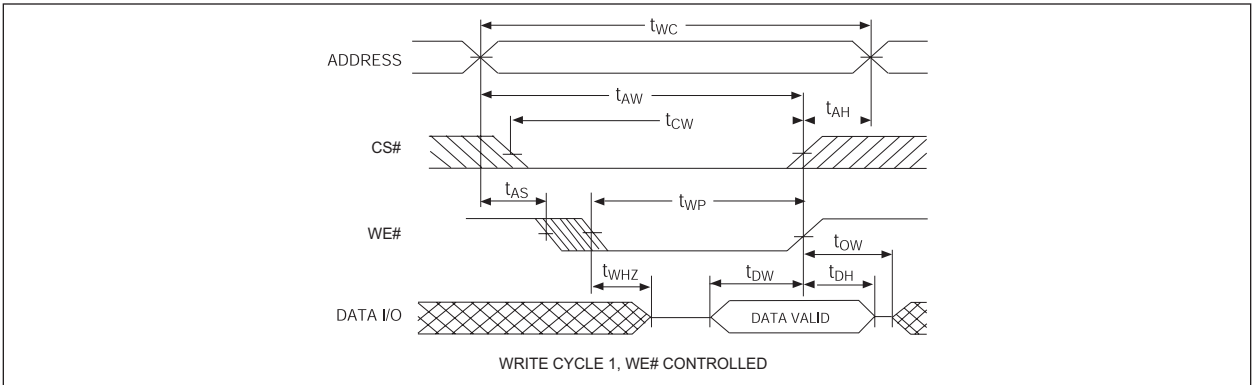 tWC
ADDRESS
tAW
tAH
tCW
CS#
tAS
tWP
WE#
tOW
tWHZ
tDW
tDH
DATA I/O
DATA VALID
WRITE CYCLE 1, WE# CONTROLLED